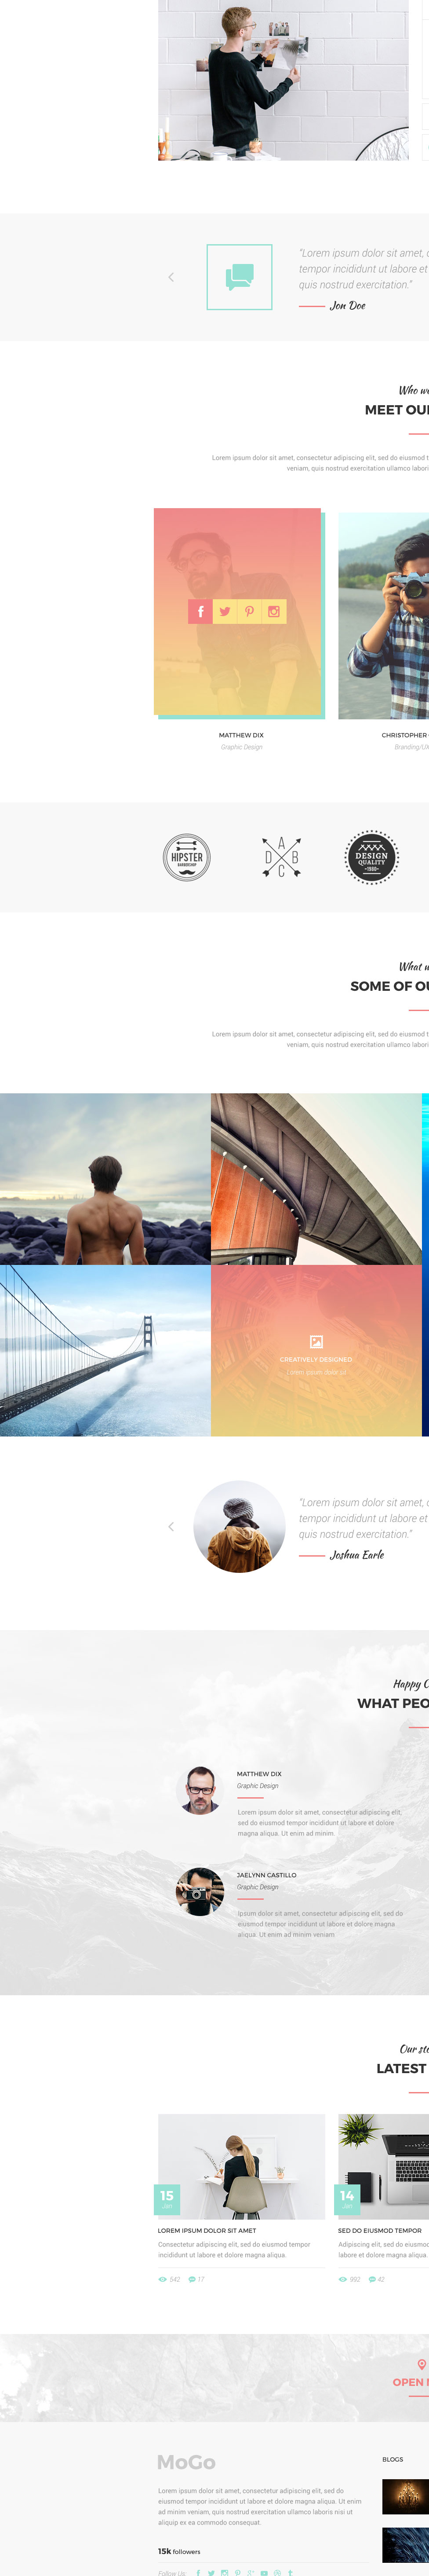 “Lorem ipsum dolor sit amet,
tempor incididunt ut labore et
quis nostrud exercitation.”
Jon Doe
Who
MEET
Lorem ipsum dolor sit amet, consectetur adipiscing elit, sed do eiusmod
veniam, quis nostrud exercitation ullamco
MATTHEW DIX
Graphic Design
CHRISTOPHER
Branding/UX
HIPSTER
BARBERSHOP
A
D B
C
DESIGN
QUALITY
1980
What
SOME OF
Lorem ipsum dolor sit amet, consectetur adipiscing elit, sed do eiusmod
veniam, quis nostrud exercitation ullamco
CREATIVELY DESIGNED
Lorem ipsum dolor sit
“Lorem ipsum dolor sit amet,
tempor incididunt ut labore et
quis nostrud exercitation.”
Joshua Earle
Happy
WHAT
MATTHEW DIX
Graphic Design
Lorem ipsum dolor sit amet, consectetur adipiscing elit,
sed do eiusmod tempor incididunt ut labore et dolore
magna aliqua. Ut enim ad minim.
JAELYNN CASTILLO
Graphic Design
Ipsum dolor sit amet, consectetur adipiscing elit, sed do
eiusmod tempor incididunt ut labore et dolore magna
aliqua. Ut enim ad minim veniam.
Our
LATEST
15
Jan
LOREM IPSUM DOLOR SIT AMET
Consectetur adipiscing elit, sed do eiusmod tempor
incididunt ut labore et dolore magna aliqua.
542 17
14
Jan
SED DO EIUSMOD TEMPOR
Adipiscing elit, sed do
labore et dolore magna aliqua.
992 42
OPEN
MoGo
Lorem ipsum dolor sit amet, consectetur adipiscing elit, sed do
eiusmod tempor incididunt ut labore et dolore magna aliqua. Ut enim
ad minim veniam, quis nostrud exercitation ullamco laboris nisi ut
aliquip ex ea commodo consequat.
15k followers
Follow Us:
BLOGS